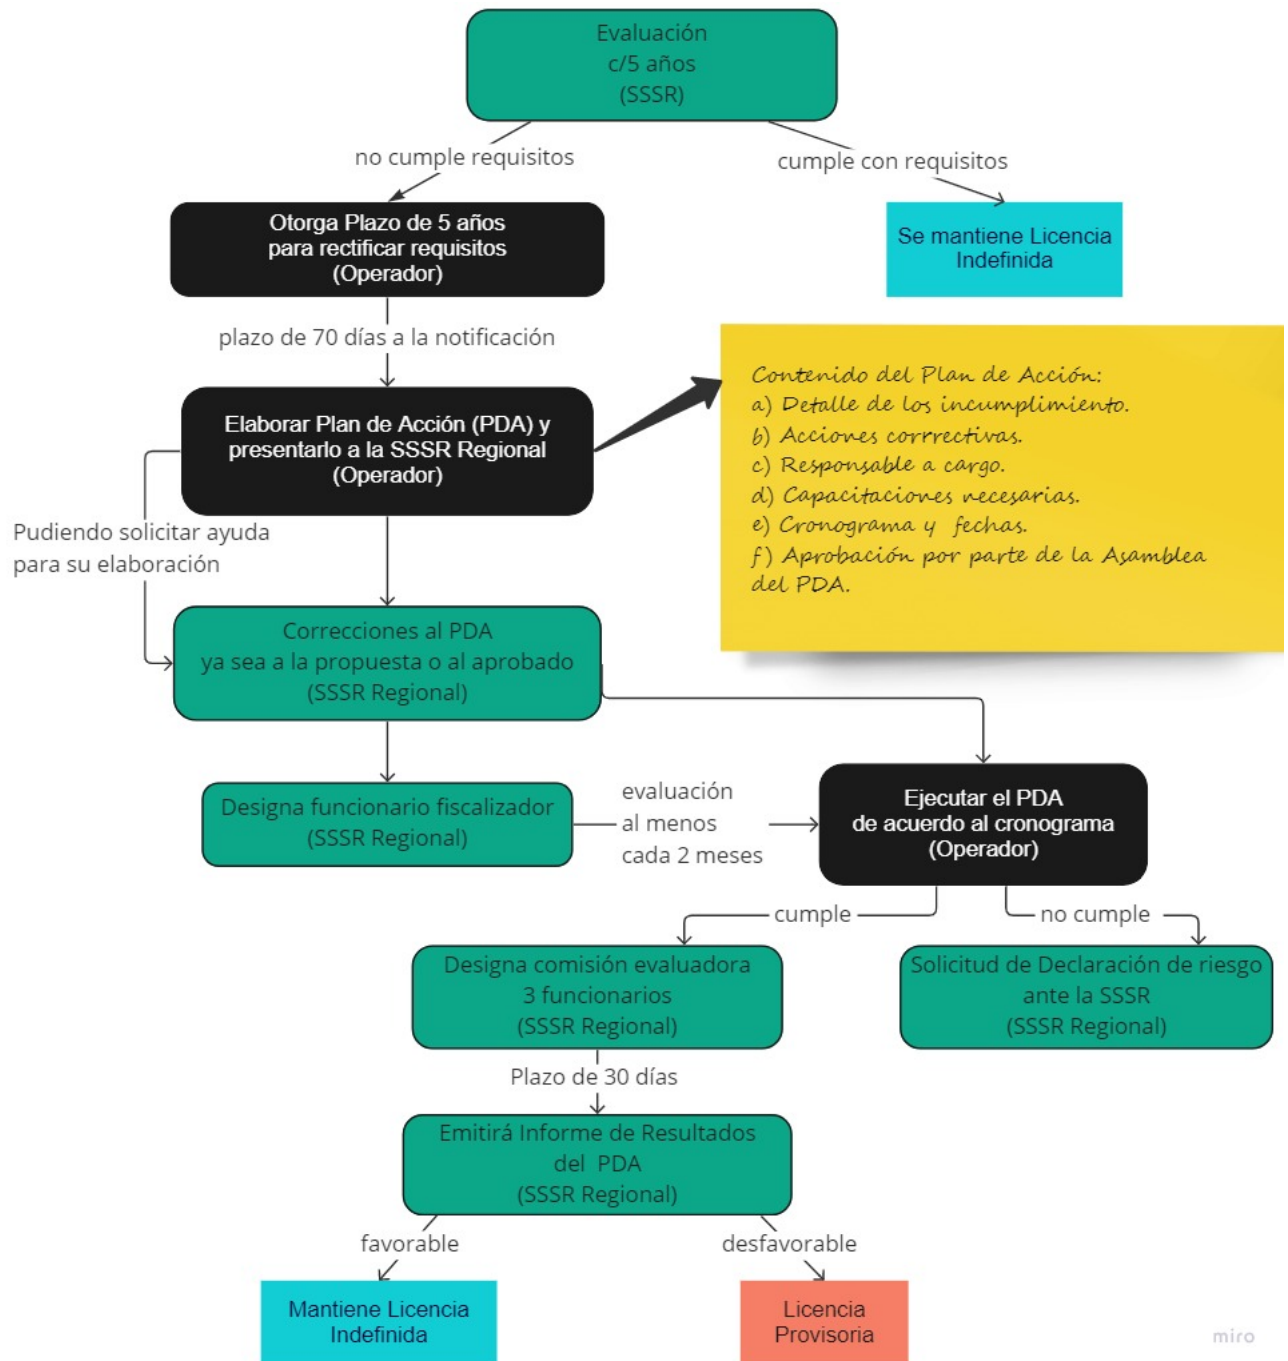 Evaluación
c/5 años
(SSSR)
no cumple requisitos
cumple con requisitos
Otorga Plazo de 5 años
para rectificar requisitos
(Operador)
Se mantiene Licencia
Indefinida
plazo de 70 días a la notificación
Elaborar Plan de Acción (PDA) y
presentarlo a la SSSR Regional
(Operador)
Contenido del Plan de Acción:
a) Detalle de los incumplimiento.
b) Acciones corrrectivas.
c) Responsable a cargo.
d) Capacitaciones necesarias.
e) Cronograma y fechas.
f) Aprobación por parte de la Asamblea
del PDA.
Pudiendo solicitar ayuda
para su elaboración
Correcciones al PDA
ya sea a la propuesta o al aprobado
(SSSR Regional)
Designa funcionario fiscalizador
(SSSR Regional)
evaluación
al menos
cada 2 meses
Ejecutar el PDA
de acuerdo al cronograma
(Operador)
cumple
no cumple
Designa comisión evaluadora
3 funcionarios
(SSSR Regional)
Solicitud de Declaración de riesgo
ante la SSSR
(SSSR Regional)
Plazo de 30 días
Emitirá Informe de Resultados
del PDA
(SSSR Regional)
favorable
desfavorable
Mantiene Licencia
Indefinida
Licencia
Provisoria
miro